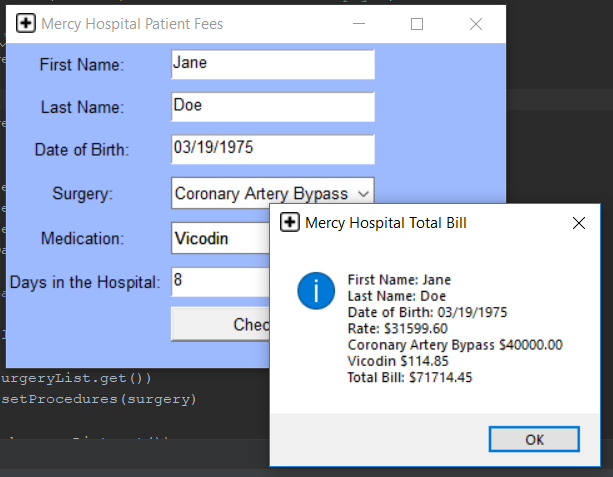 Mercy Hospital Patient Fees
First Name:
Jane
Last Name:
Doe
Date of Birth:
03/19/1975
Surgery:
Coronary Artery Bypass
Medication:
Vicodin
Days in the Hospital:
8
Chec
Mercy Hospital Total Bill
First Name: Jane
Last Name: Doe
Date of Birth: 03/19/1975
Rate: $31599.60
Coronary Artery Bypass $40000.00
Vicodin $114.85
Total Bill: $71714.45
OK
urgeryList.get())
setProcedures(surgery)